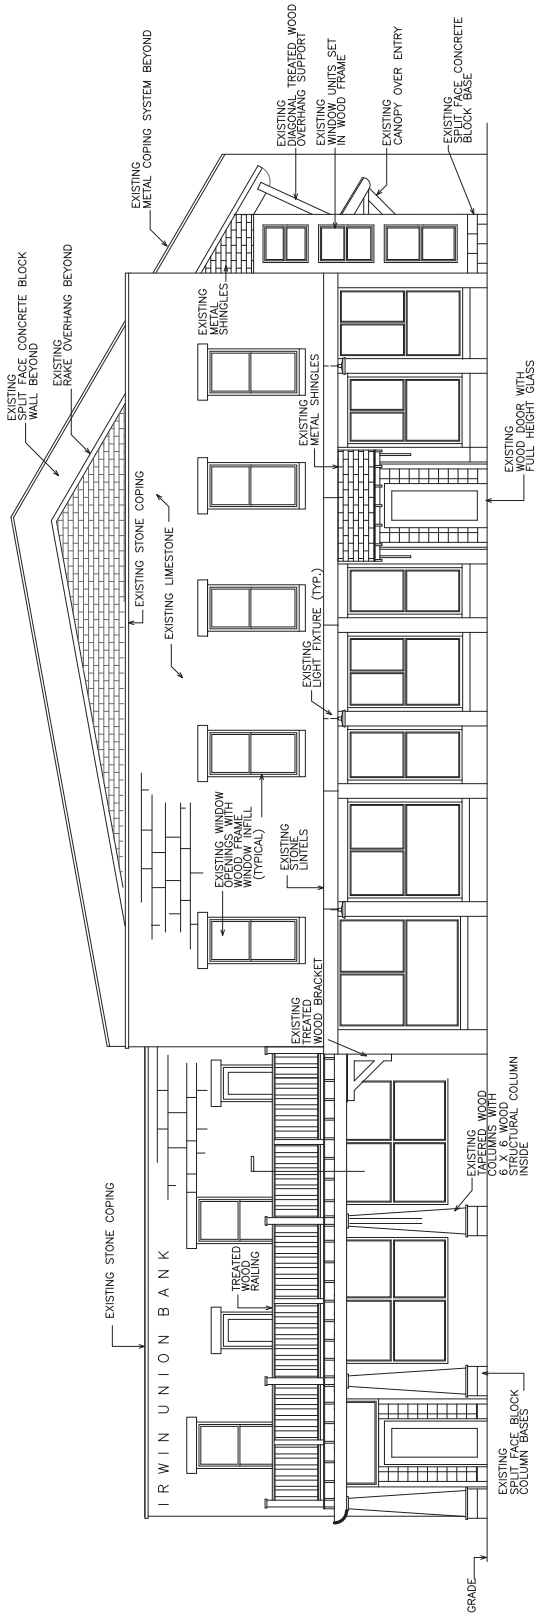 GRADE
EXISTING STONE COPING
IRWIN UNION BANK
TREATED
WOOD
RAILING
EXISTING
SPLIT FACE BLOCK
COLUMN BASES
EXISTING
TAPERED WOOD
COLUMNS WITH
6 X 6 WOOD
STRUCTURAL COLUMN
INSIDE
EXISTING
TREATED
WOOD BRACKET
EXISTING WINDOW
OPENINGS WITH
WOOD FRAME
WINDOW INFILL
(TYPICAL)
EXISTING
STONE
LINTELS
EXISTING
LIGHT FIXTURE (TYP.)
EXISTING LIMESTONE
EXISTING STONE COPING
EXISTING
SPLIT FACE CONCRETE BLOCK
WALL BEYOND
EXISTING
RAKE OVERHANG BEYOND
EXISTING
METAL SHINGLES
EXISTING
METAL
SHINGLES
EXISTING
WOOD DOOR WITH
FULL HEIGHT GLASS
EXISTING
METAL COPING SYSTEM BEYOND
EXISTING
DIAGONAL TREATED WOOD
OVERHANG SUPPORT
EXISTING
WINDOW UNITS SET
IN WOOD FRAME
EXISTING
CANOPY OVER ENTRY
EXISTING
SPLIT FACE CONCRETE
BLOCK BASE